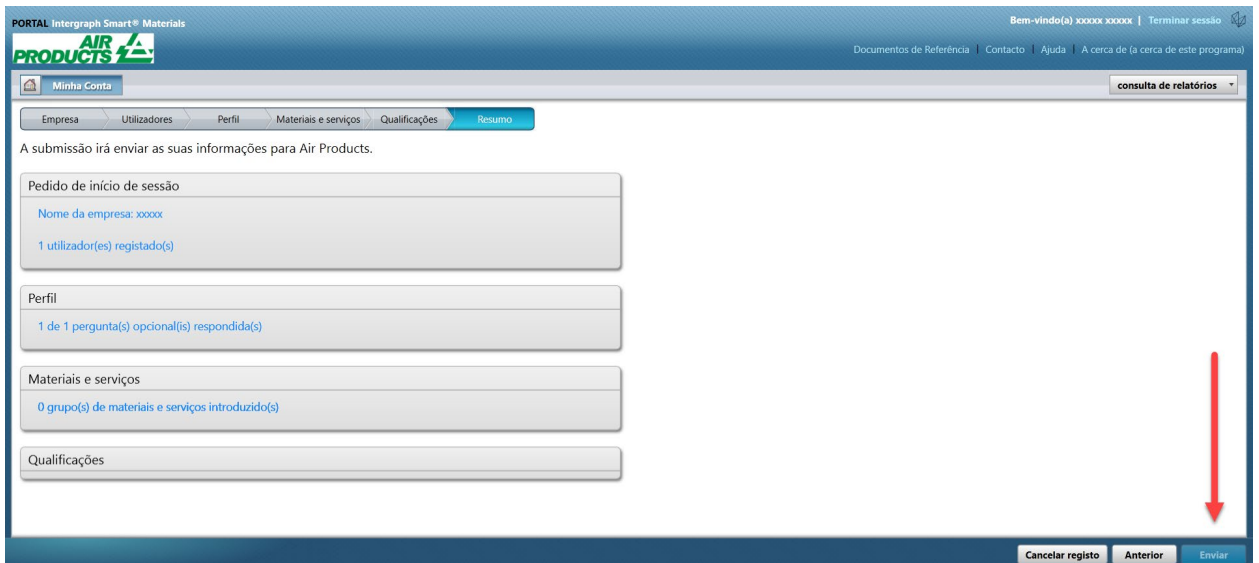 PORTAL Intergraph Smart® Materials
Bem-vindo(a) xxxxx xxxxx | Terminar sessão
AIR
PRODUCTS
Documentos de Referência | Contacto | Ajuda | A cerca de (a cerca de este programa)
Minha Conta
consulta de relatórios
Empresa Utilizadores Perfil Materiais e serviços Qualificações Resumo
A submissão irá enviar as suas informações para Air Products.
Pedido de início de sessão
Nome da empresa: xxxxx
1 utilizador(es) registado(s)
Perfil
1 de 1 pergunta(s) opcional(is) respondida(s)
Materiais e serviços
0 grupo(s) de materiais e serviços introduzido(s)
Qualificações
Cancelar registo Anterior Enviar